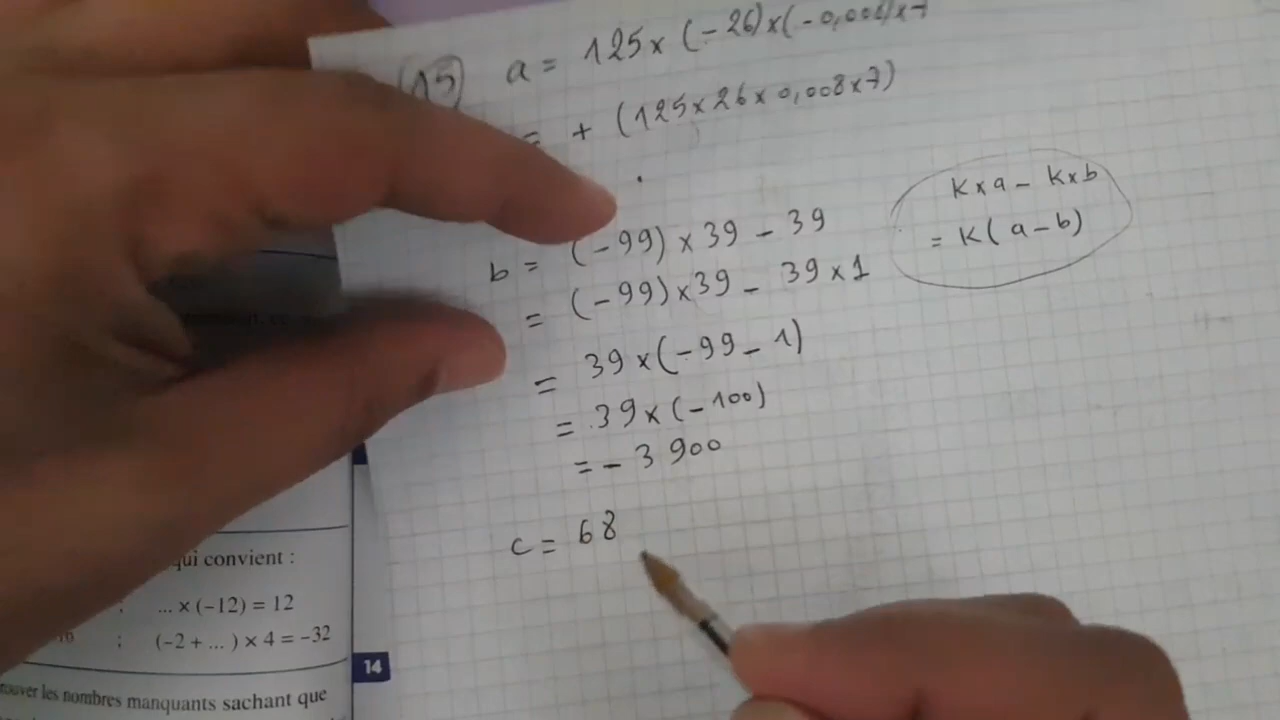 (15) a = 125 × (-26) × (-0,008) × 7
= + (125 × 26 × 0,008 × 7)
b = (-99) × 39 - 39
= (-99) × 39 - 39 × 1
= 39 × (-99 - 1)
= 39 × (-100)
= - 3 900
c = 68
K × a - K × b
= K ( a - b )
qui convient :
; ... × (-12) = 12
; (-2 + ... ) × 4 = -32
14
rouver les nombres manquants sachant que